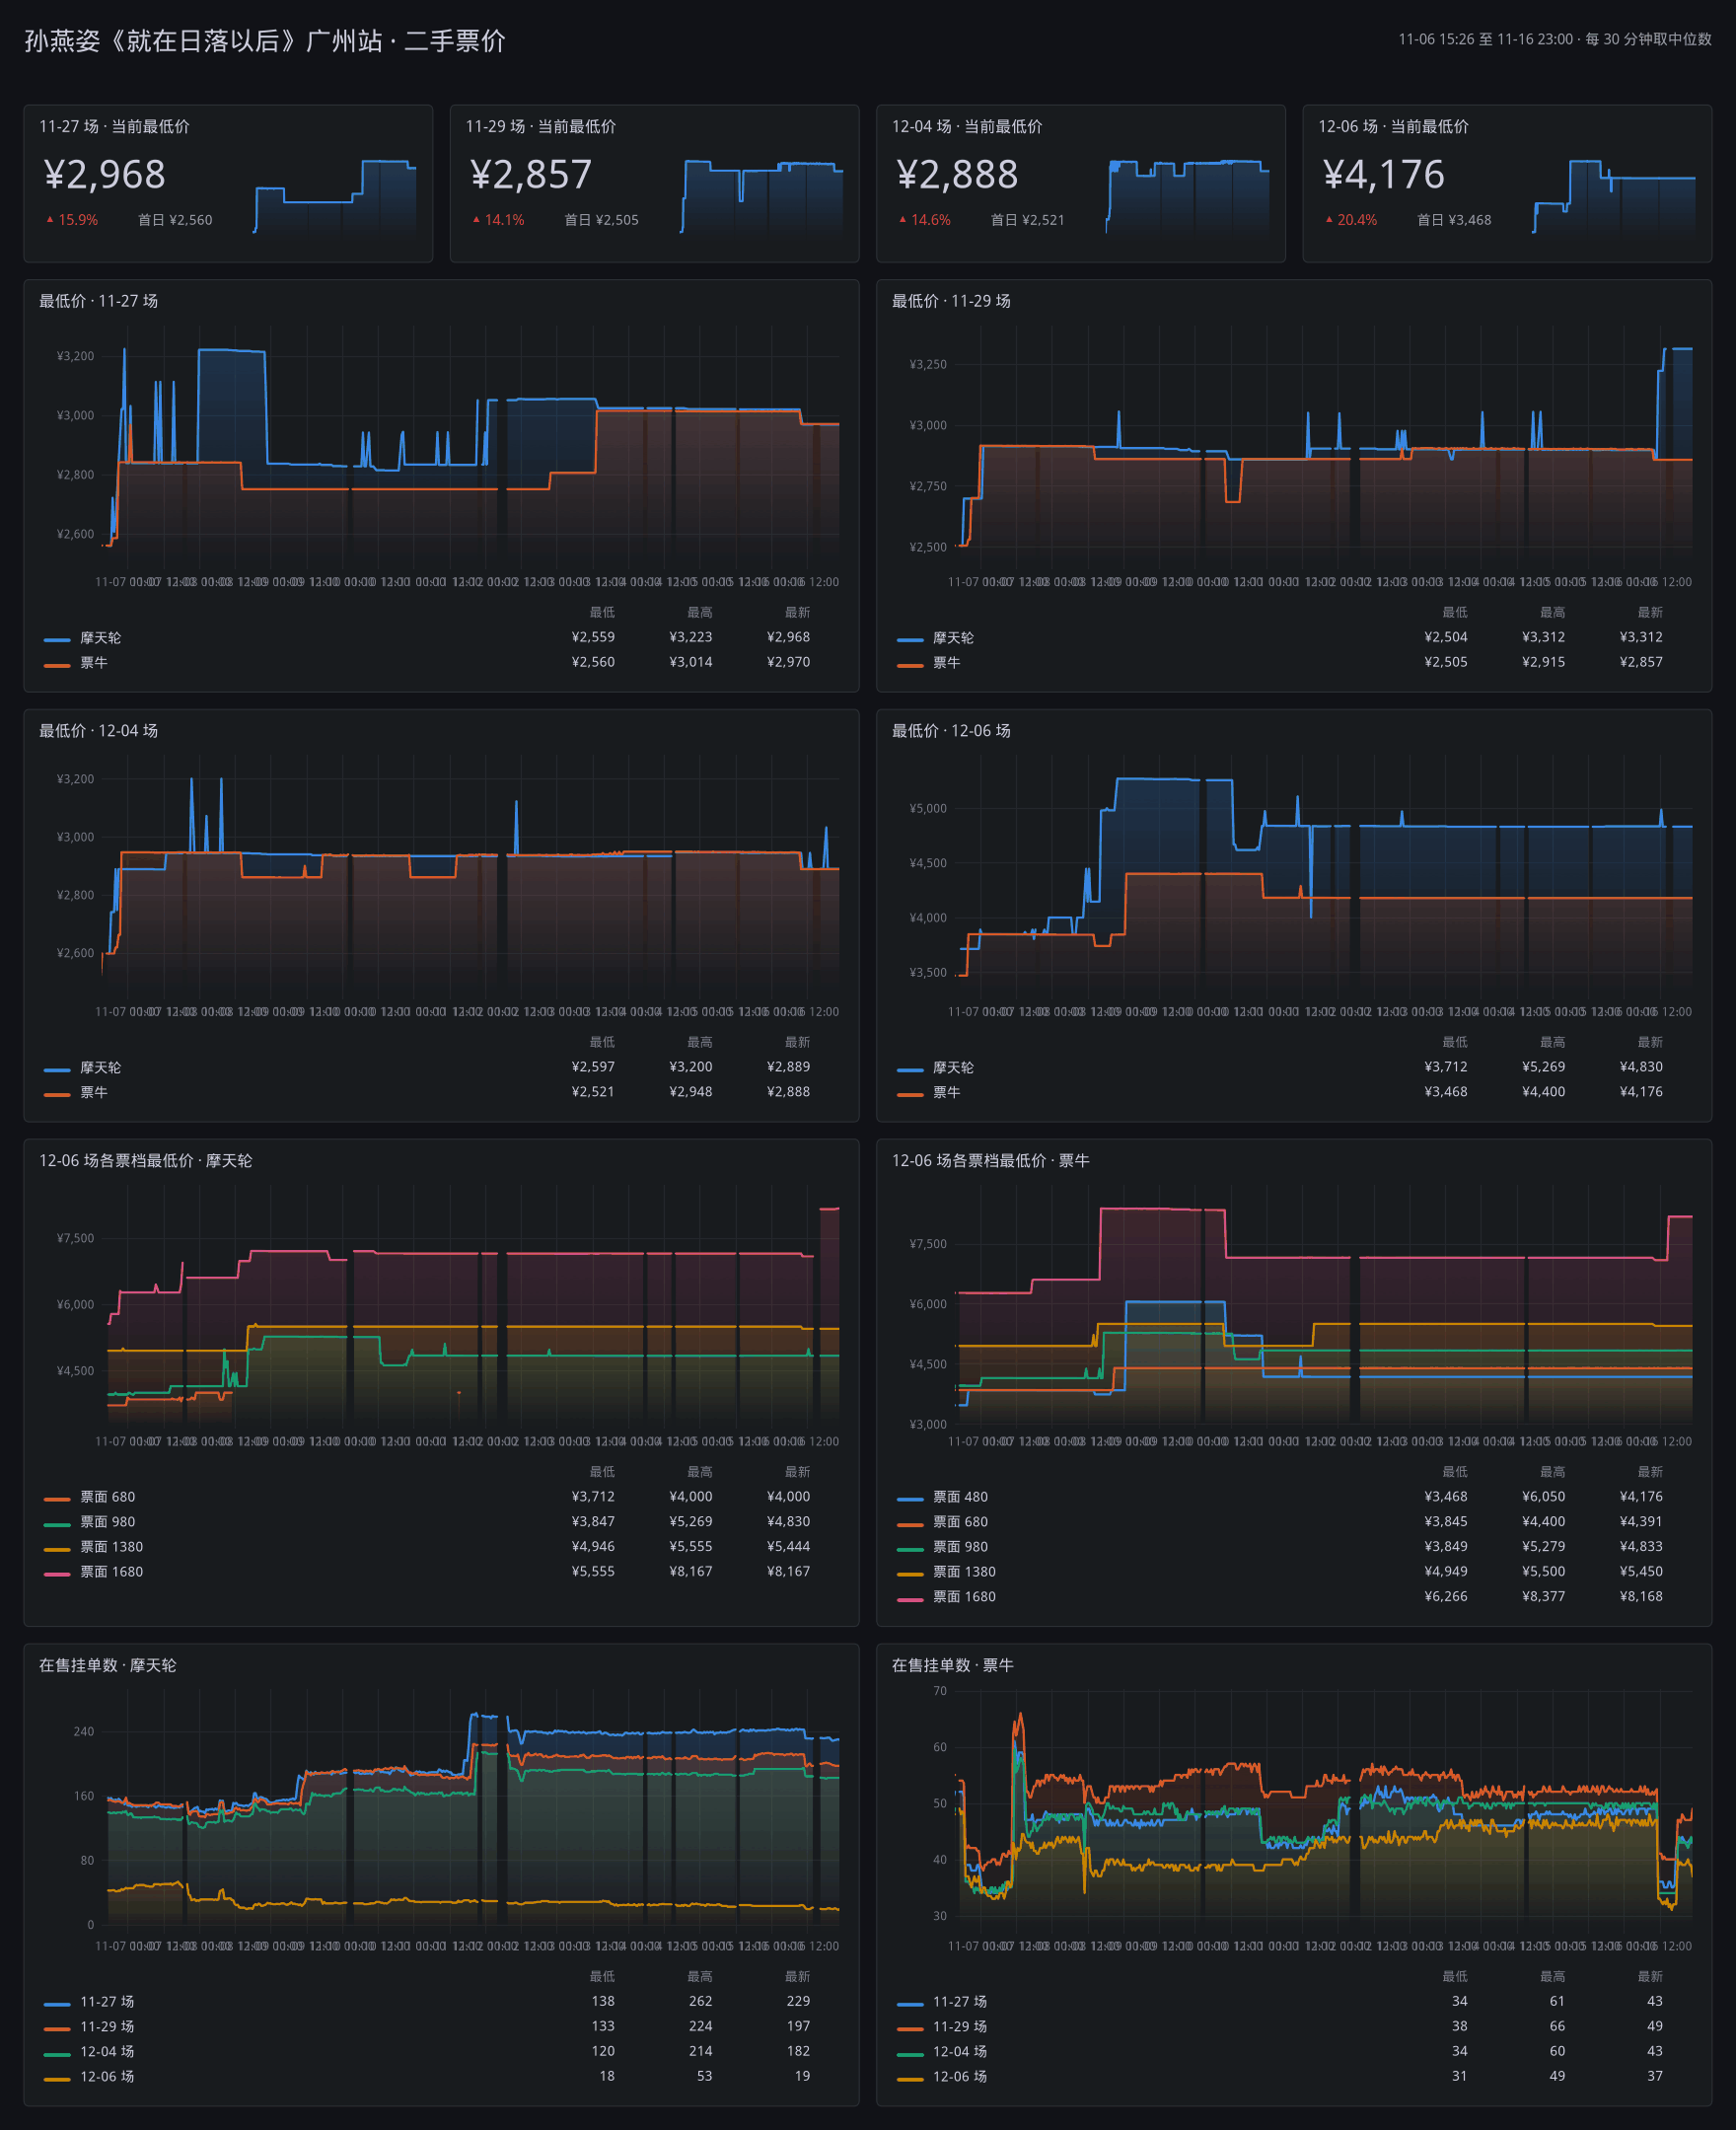 孙燕姿《就在日落以后》广州站 · 二手票价
11-06 15:26 至 11-16 23:00 · 每 30 分钟取中位数
11-27 场 · 当前最低价
¥2,968
▲ 15.9% 首日 ¥2,560
11-29 场 · 当前最低价
¥2,857
▲ 14.1% 首日 ¥2,505
12-04 场 · 当前最低价
¥2,888
▲ 14.6% 首日 ¥2,521
12-06 场 · 当前最低价
¥4,176
▲ 20.4% 首日 ¥3,468
最低价 · 11-27 场
¥3,200
¥3,000
¥2,800
¥2,600
最低 最高 最新
摩天轮 ¥2,559 ¥3,223 ¥2,968
票牛 ¥2,560 ¥3,014 ¥2,970
最低价 · 11-29 场
¥3,250
¥3,000
¥2,750
¥2,500
最低 最高 最新
摩天轮 ¥2,504 ¥3,312 ¥3,312
票牛 ¥2,505 ¥2,915 ¥2,857
最低价 · 12-04 场
¥3,200
¥3,000
¥2,800
¥2,600
最低 最高 最新
摩天轮 ¥2,597 ¥3,200 ¥2,889
票牛 ¥2,521 ¥2,948 ¥2,888
最低价 · 12-06 场
¥5,000
¥4,500
¥4,000
¥3,500
最低 最高 最新
摩天轮 ¥3,712 ¥5,269 ¥4,830
票牛 ¥3,468 ¥4,400 ¥4,176
12-06 场各票档最低价 · 摩天轮
¥7,500
¥6,000
¥4,500
最低 最高 最新
票面 680 ¥3,712 ¥4,000 ¥4,000
票面 980 ¥3,847 ¥5,269 ¥4,830
票面 1380 ¥4,946 ¥5,555 ¥5,444
票面 1680 ¥5,555 ¥8,167 ¥8,167
12-06 场各票档最低价 · 票牛
¥7,500
¥6,000
¥4,500
¥3,000
最低 最高 最新
票面 480 ¥3,468 ¥6,050 ¥4,176
票面 680 ¥3,845 ¥4,400 ¥4,391
票面 980 ¥3,849 ¥5,279 ¥4,833
票面 1380 ¥4,949 ¥5,500 ¥5,450
票面 1680 ¥6,266 ¥8,377 ¥8,168
在售挂单数 · 摩天轮
240
160
80
0
最低 最高 最新
11-27 场 138 262 229
11-29 场 133 224 197
12-04 场 120 214 182
12-06 场 18 53 19
在售挂单数 · 票牛
70
60
50
40
30
最低 最高 最新
11-27 场 34 61 43
11-29 场 38 66 49
12-04 场 34 60 43
12-06 场 31 49 37